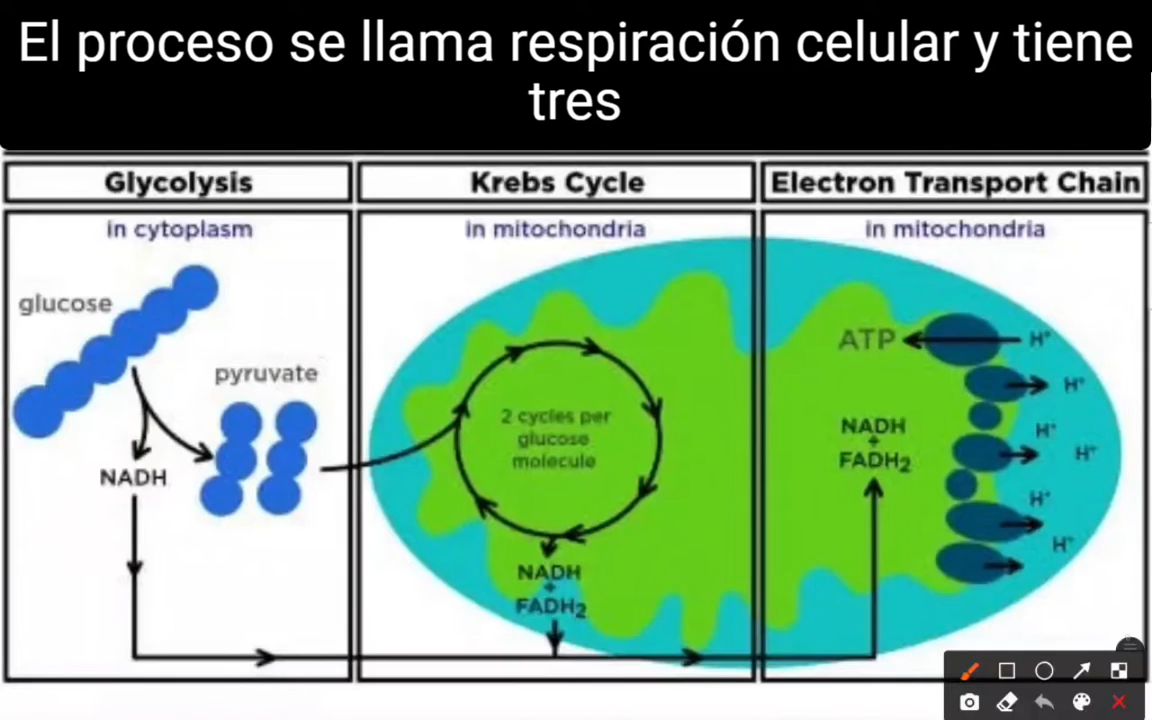 El proceso se llama respiración celular y tiene
tres
Glycolysis
Krebs Cycle
Electron Transport Chain
in cytoplasm
in mitochondria
in mitochondria
glucose
pyruvate
NADH
2 cycles per
glucose
molecule
NADH
+
FADH₂
ATP
NADH
+
FADH₂
H⁺
H⁺
H⁺
H⁺
H⁺
H⁺